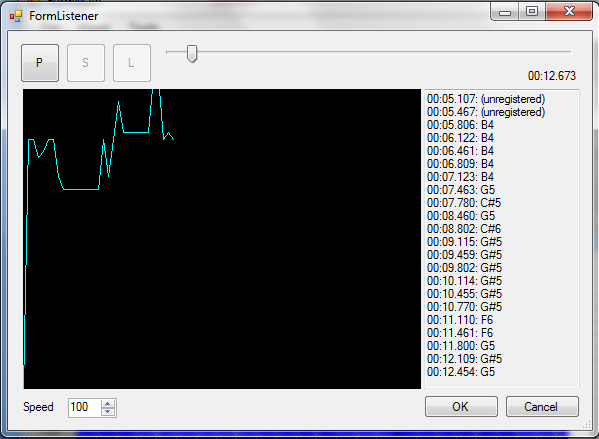 FormListener
P S L
00:12.673
00:05.107: (unregistered)
00:05.467: (unregistered)
00:05.806: B4
00:06.122: B4
00:06.461: B4
00:06.809: B4
00:07.123: B4
00:07.463: G5
00:07.780: C#5
00:08.460: G5
00:08.802: C#6
00:09.115: G#5
00:09.459: G#5
00:09.802: G#5
00:10.114: G#5
00:10.455: G#5
00:10.770: G#5
00:11.110: F6
00:11.461: F6
00:11.800: G5
00:12.109: G#5
00:12.454: G5
Speed 100
OK Cancel